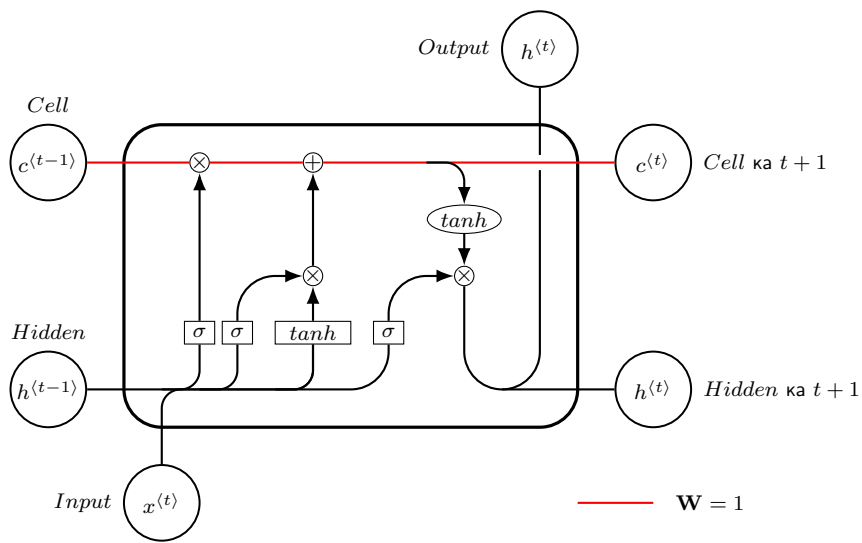 Output h⟨t⟩
Cell
c⟨t−1⟩ × + c⟨t⟩ Cell ка t + 1
tanh
× ×
Hidden σ σ tanh σ
h⟨t−1⟩ h⟨t⟩ Hidden ка t + 1
Input x⟨t⟩ W = 1